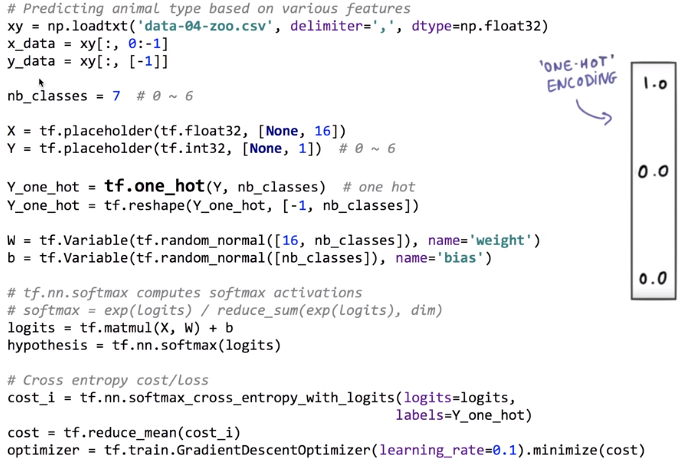 # Predicting animal type based on various features
xy = np.loadtxt('data-04-zoo.csv', delimiter=',', dtype=np.float32)
x_data = xy[:, 0:-1]
y_data = xy[:, [-1]]
nb_classes = 7  # 0 ~ 6
X = tf.placeholder(tf.float32, [None, 16])
Y = tf.placeholder(tf.int32, [None, 1])  # 0 ~ 6
Y_one_hot = tf.one_hot(Y, nb_classes)  # one hot
Y_one_hot = tf.reshape(Y_one_hot, [-1, nb_classes])
W = tf.Variable(tf.random_normal([16, nb_classes]), name='weight')
b = tf.Variable(tf.random_normal([nb_classes]), name='bias')
# tf.nn.softmax computes softmax activations
# softmax = exp(logits) / reduce_sum(exp(logits), dim)
logits = tf.matmul(X, W) + b
hypothesis = tf.nn.softmax(logits)
# Cross entropy cost/loss
cost_i = tf.nn.softmax_cross_entropy_with_logits(logits=logits,
labels=Y_one_hot)
cost = tf.reduce_mean(cost_i)
optimizer = tf.train.GradientDescentOptimizer(learning_rate=0.1).minimize(cost)
'ONE-HOT'
ENCODING
1.0
0.0
0.0